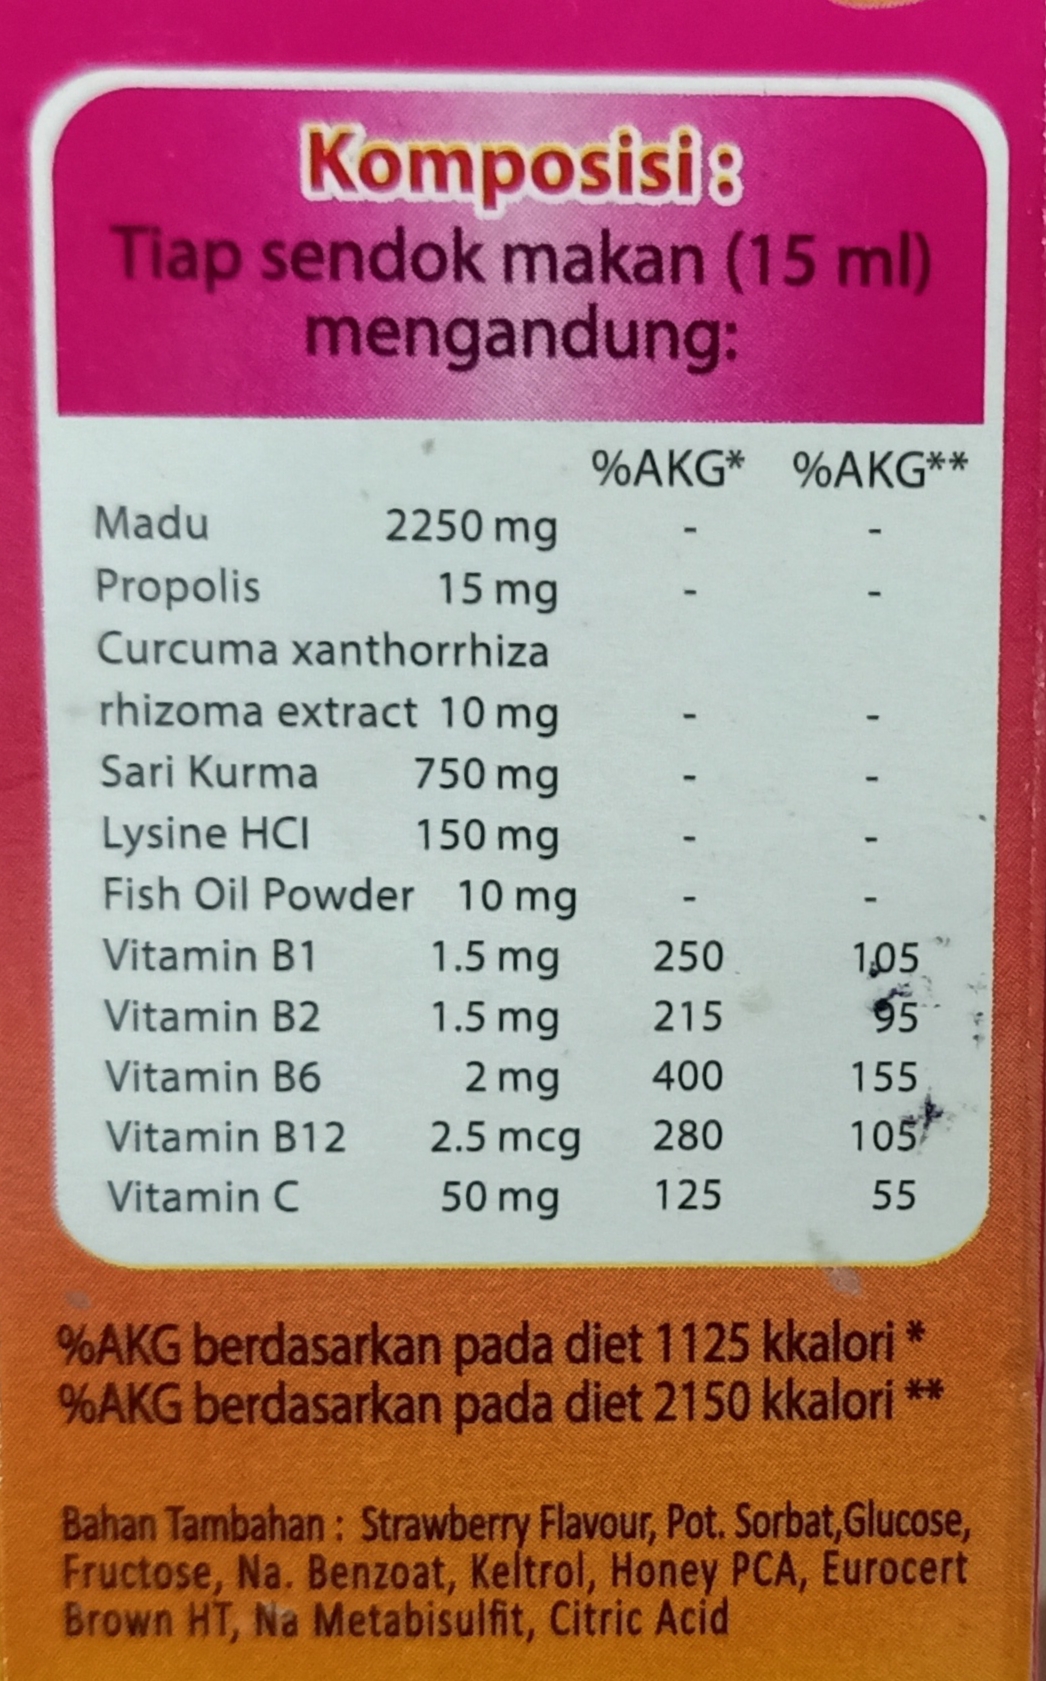 Komposisi :
Tiap sendok makan (15 ml)
mengandung:
%AKG* %AKG**
Madu 2250 mg - -
Propolis 15 mg - -
Curcuma xanthorrhiza
rhizoma extract 10 mg - -
Sari Kurma 750 mg - -
Lysine HCl 150 mg - -
Fish Oil Powder 10 mg - -
Vitamin B1 1.5 mg 250 105
Vitamin B2 1.5 mg 215 95
Vitamin B6 2 mg 400 155
Vitamin B12 2.5 mcg 280 105
Vitamin C 50 mg 125 55
%AKG berdasarkan pada diet 1125 kkalori *
%AKG berdasarkan pada diet 2150 kkalori **
Bahan Tambahan : Strawberry Flavour, Pot. Sorbat,Glucose,
Fructose, Na. Benzoat, Keltrol, Honey PCA, Eurocert
Brown HT, Na Metabisulfit, Citric Acid